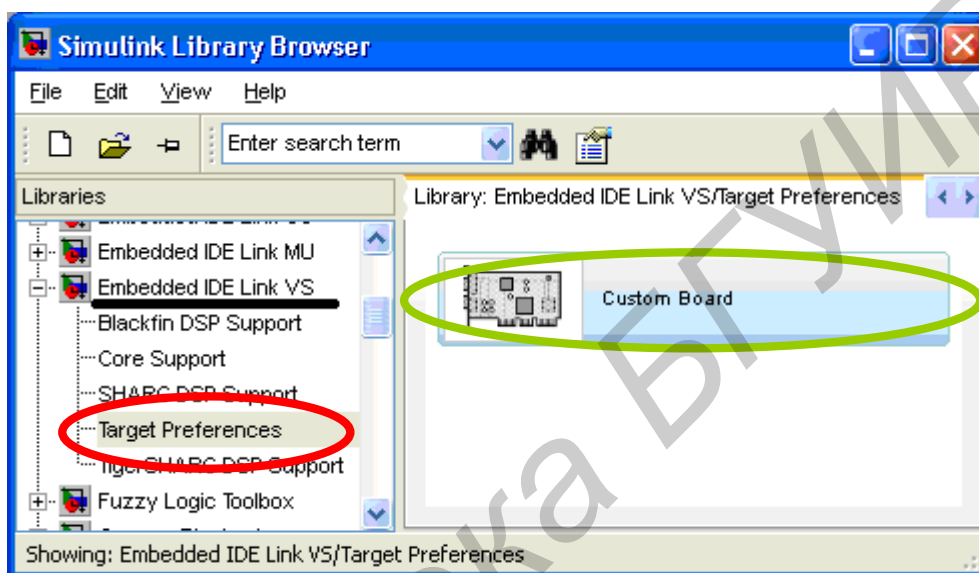 Simulink Library Browser
File Edit View Help
Enter search term
Libraries
Library: Embedded IDE Link VS/Target Preferences
Embedded IDE Link MU
Embedded IDE Link VS
Blackfin DSP Support
Core Support
SHARC DSP Support
Target Preferences
TigerSHARC DSP Support
Fuzzy Logic Toolbox
Custom Board
Showing: Embedded IDE Link VS/Target Preferences
БГУИР